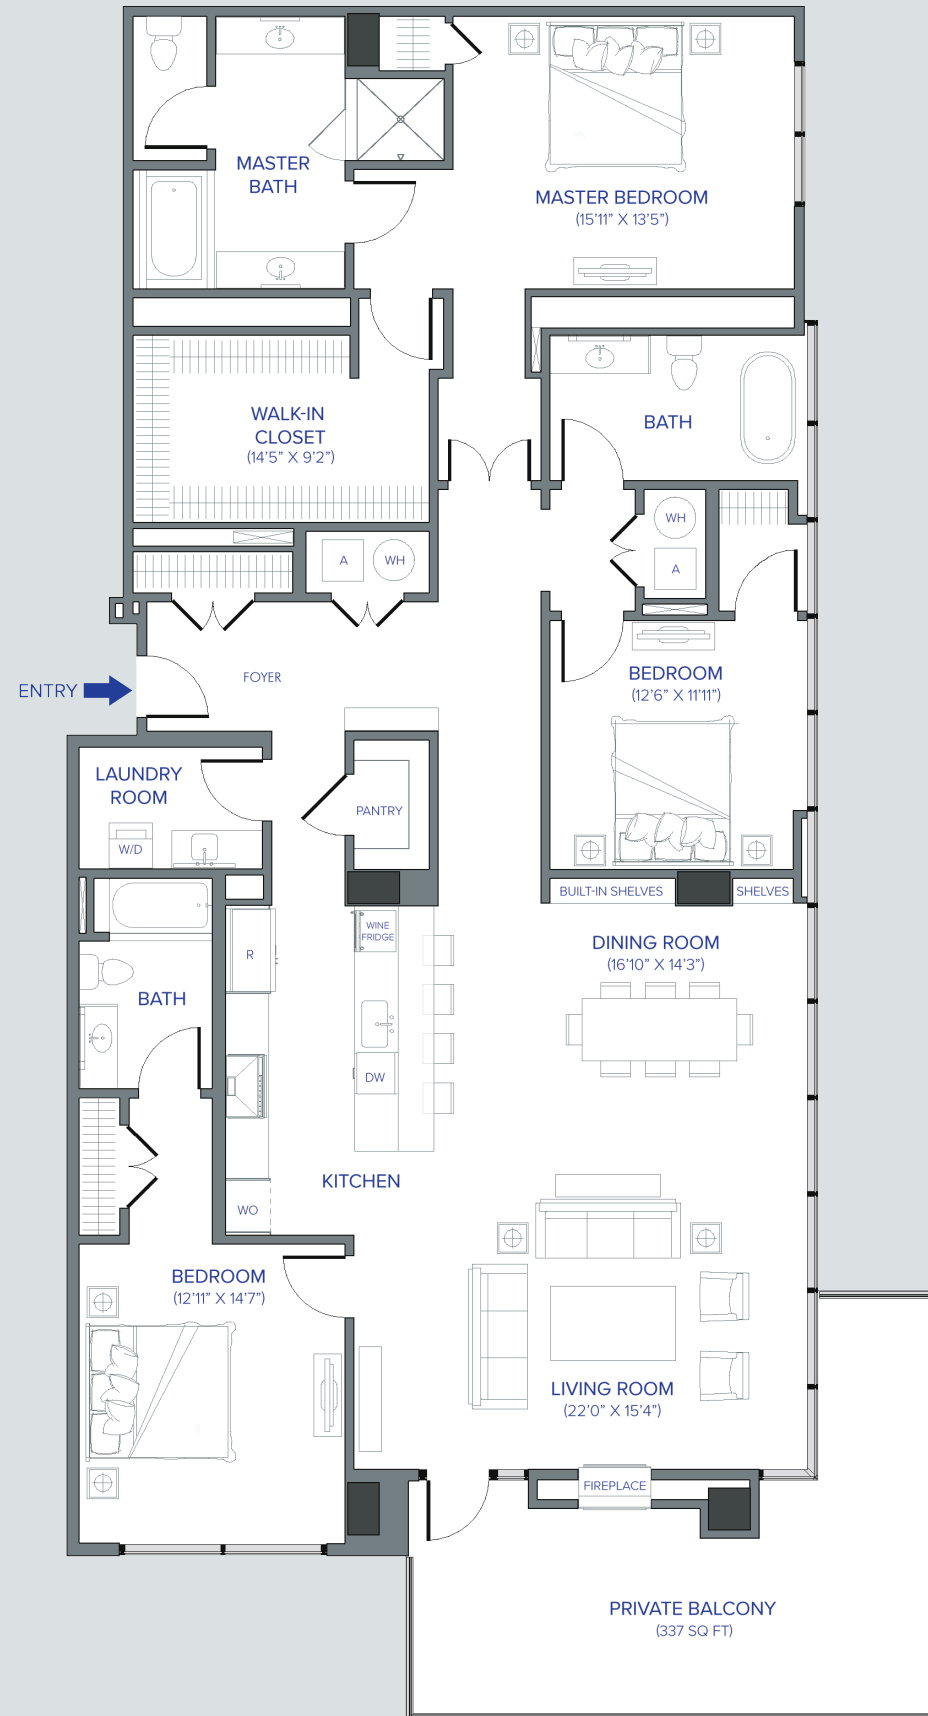 MASTER
BATH
MASTER BEDROOM
(15'11" X 13'5")
WALK-IN
CLOSET
(14'5" X 9'2")
BATH
WH
A
A
WH
FOYER
ENTRY
BEDROOM
(12'6" X 11'11")
LAUNDRY
ROOM
W/D
PANTRY
BUILT-IN SHELVES
SHELVES
WINE
FRIDGE
R
DINING ROOM
(16'10" X 14'3")
BATH
DW
KITCHEN
WO
BEDROOM
(12'11" X 14'7")
LIVING ROOM
(22'0" X 15'4")
FIREPLACE
PRIVATE BALCONY
(337 SQ FT)